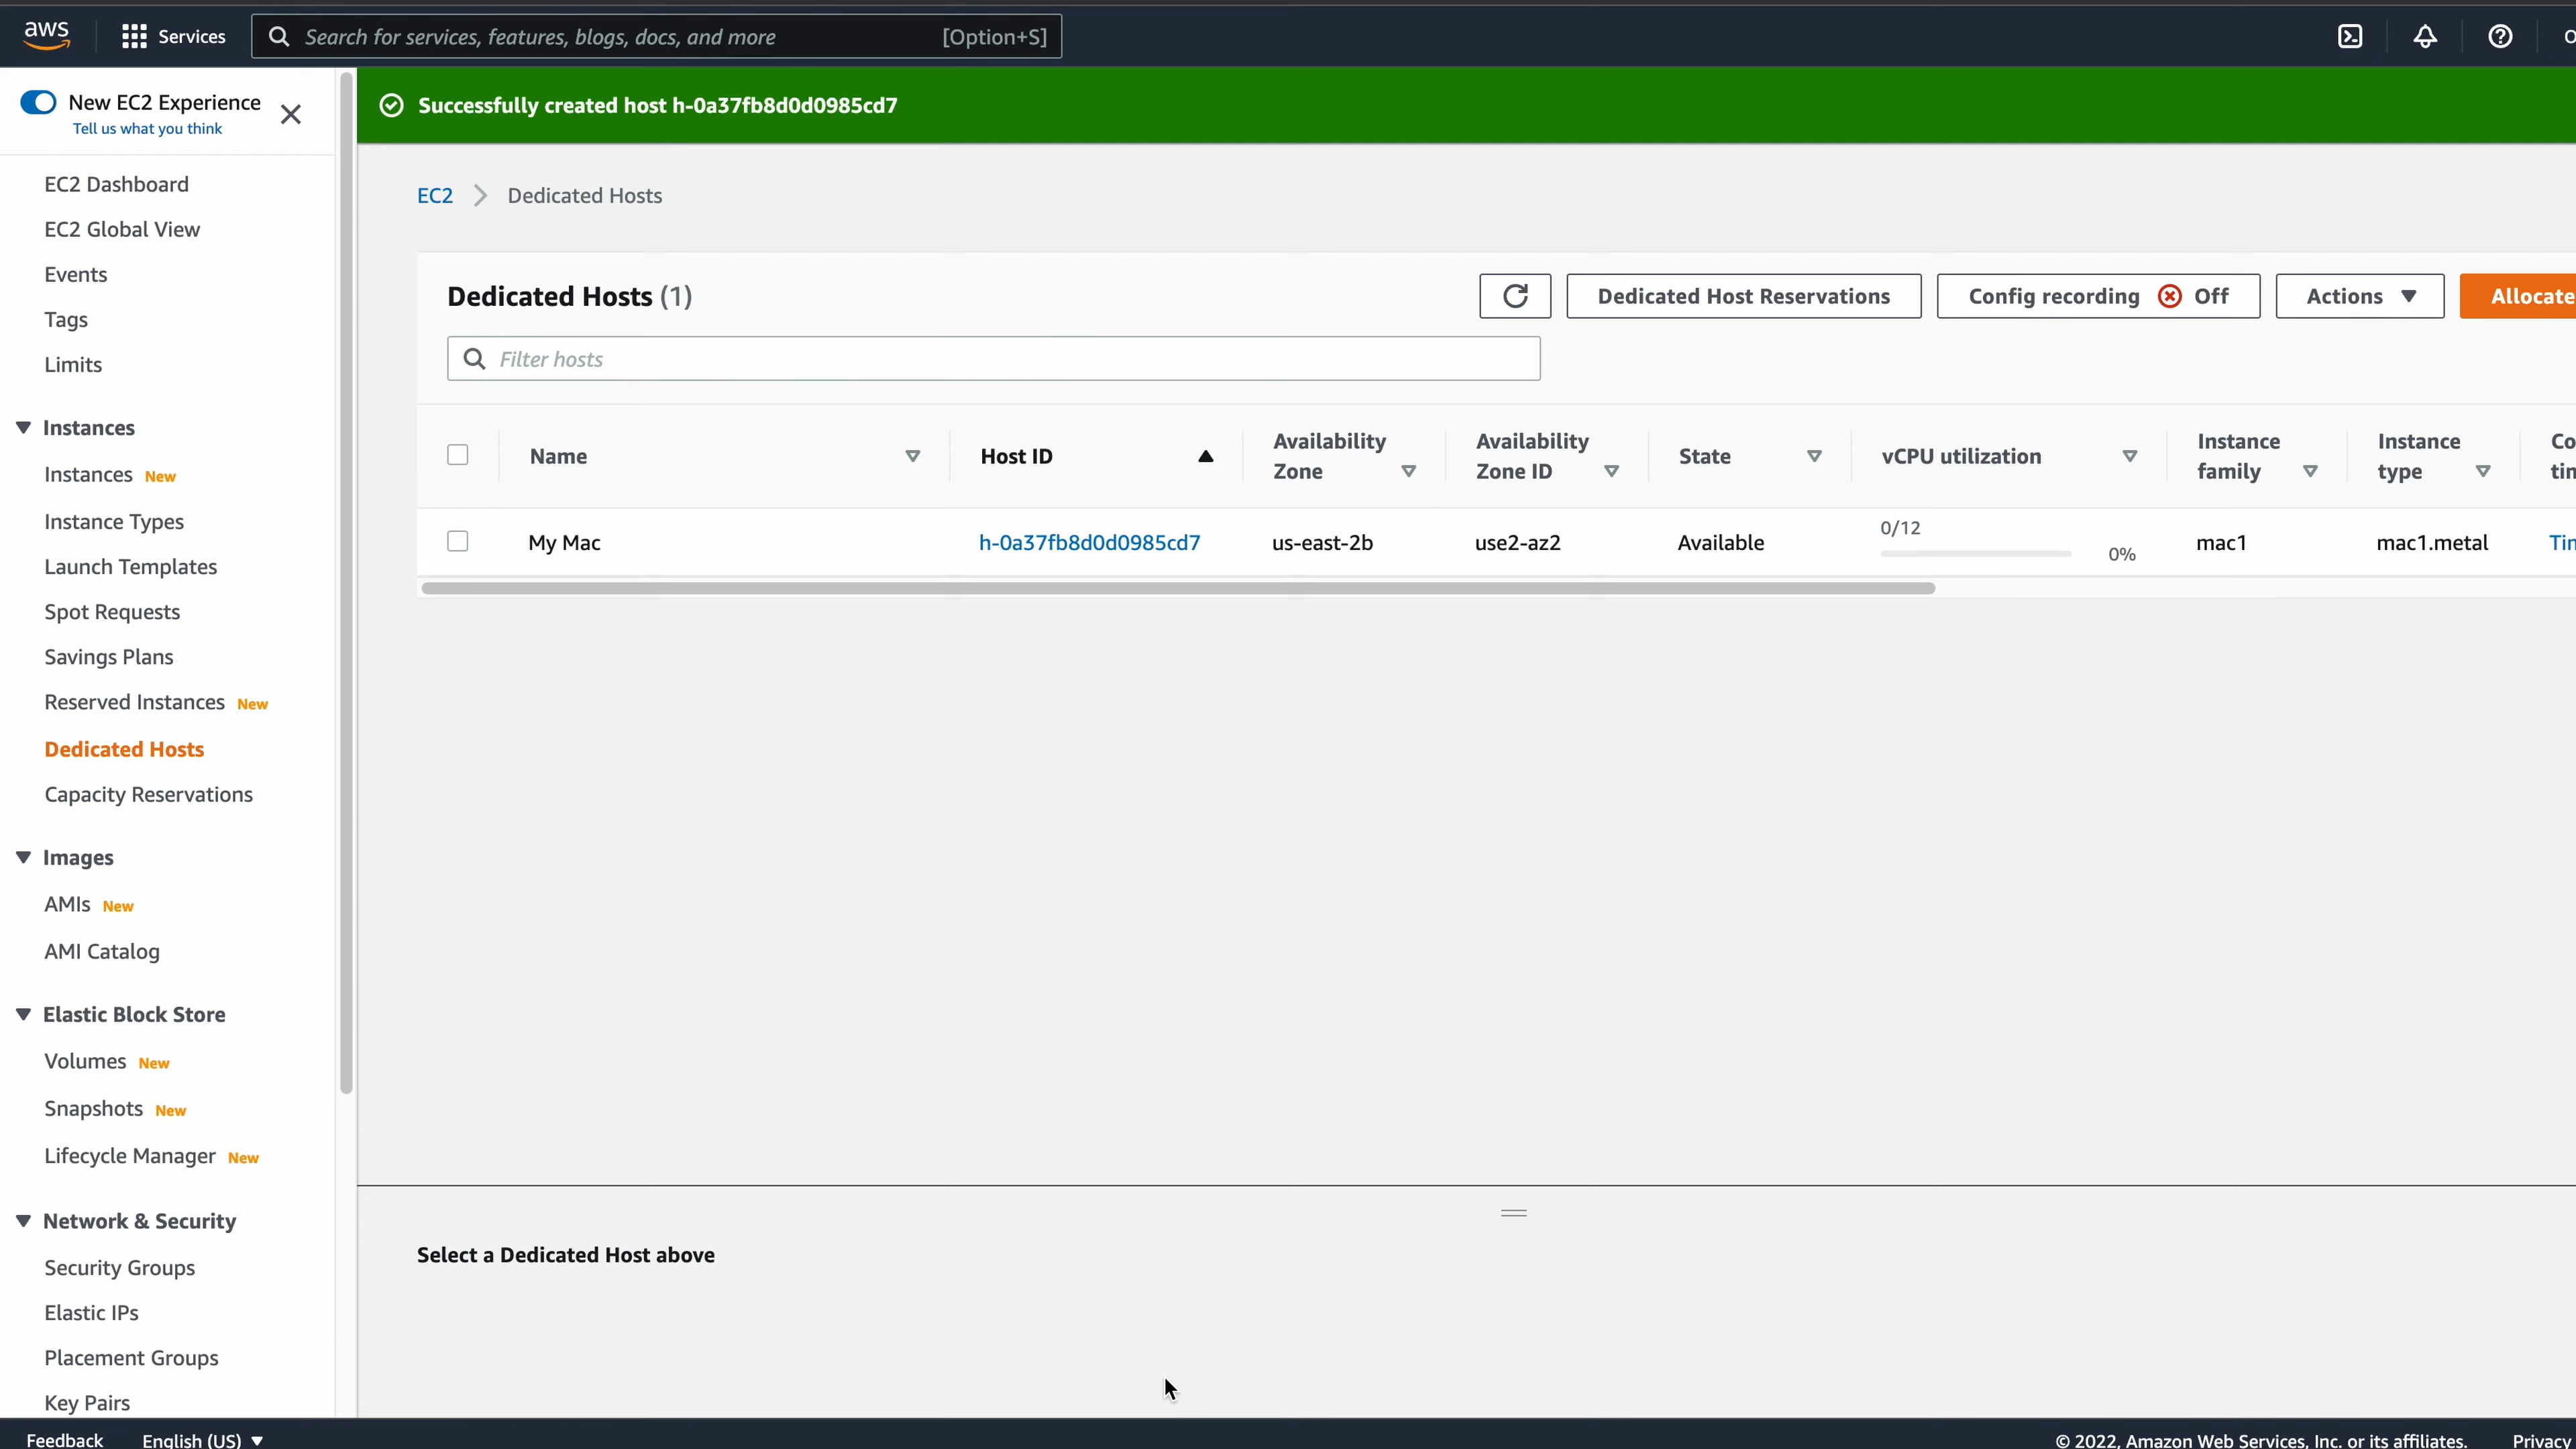 aws
Services
Search for services, features, blogs, docs, and more [Option+S]
New EC2 Experience
Tell us what you think
Successfully created host h-0a37fb8d0d0985cd7
EC2 Dashboard
EC2 Global View
Events
Tags
Limits
Instances
Instances New
Instance Types
Launch Templates
Spot Requests
Savings Plans
Reserved Instances New
Dedicated Hosts
Capacity Reservations
Images
AMIs New
AMI Catalog
Elastic Block Store
Volumes New
Snapshots New
Lifecycle Manager New
Network & Security
Security Groups
Elastic IPs
Placement Groups
Key Pairs
EC2 Dedicated Hosts
Dedicated Hosts (1)
Dedicated Host Reservations
Config recording Off
Actions
Allocate
Filter hosts
Name
Host ID
Availability
Zone
Availability
Zone ID
State
vCPU utilization
Instance
family
Instance
type
My Mac
h-0a37fb8d0d0985cd7
us-east-2b
use2-az2
Available
0/12
0%
mac1
mac1.metal
Select a Dedicated Host above
Feedback
English (US)
© 2022, Amazon Web Services, Inc. or its affiliates.
Privacy